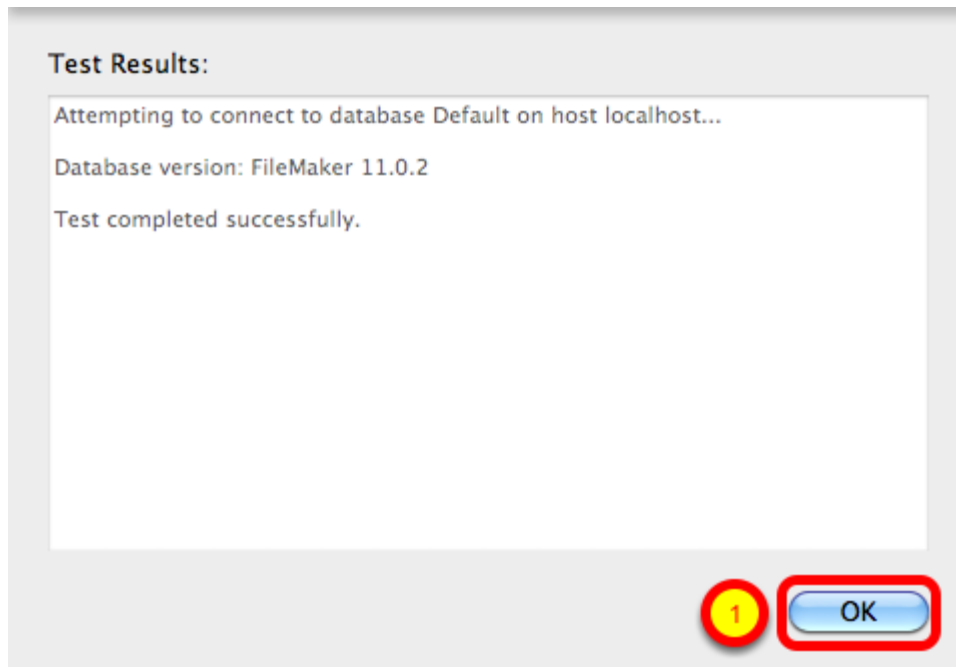 Test Results:
Attempting to connect to database Default on host localhost...
Database version: FileMaker 11.0.2
Test completed successfully.
1
OK